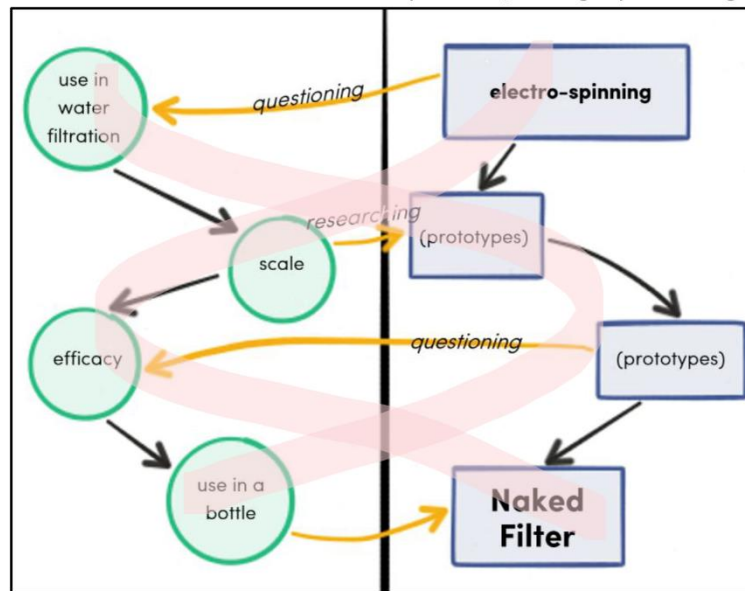 use in
water
filtration
questioning
electro-spinning
researching
(prototypes)
scale
efficacy
questioning
(prototypes)
use in a
bottle
Naked
Filter